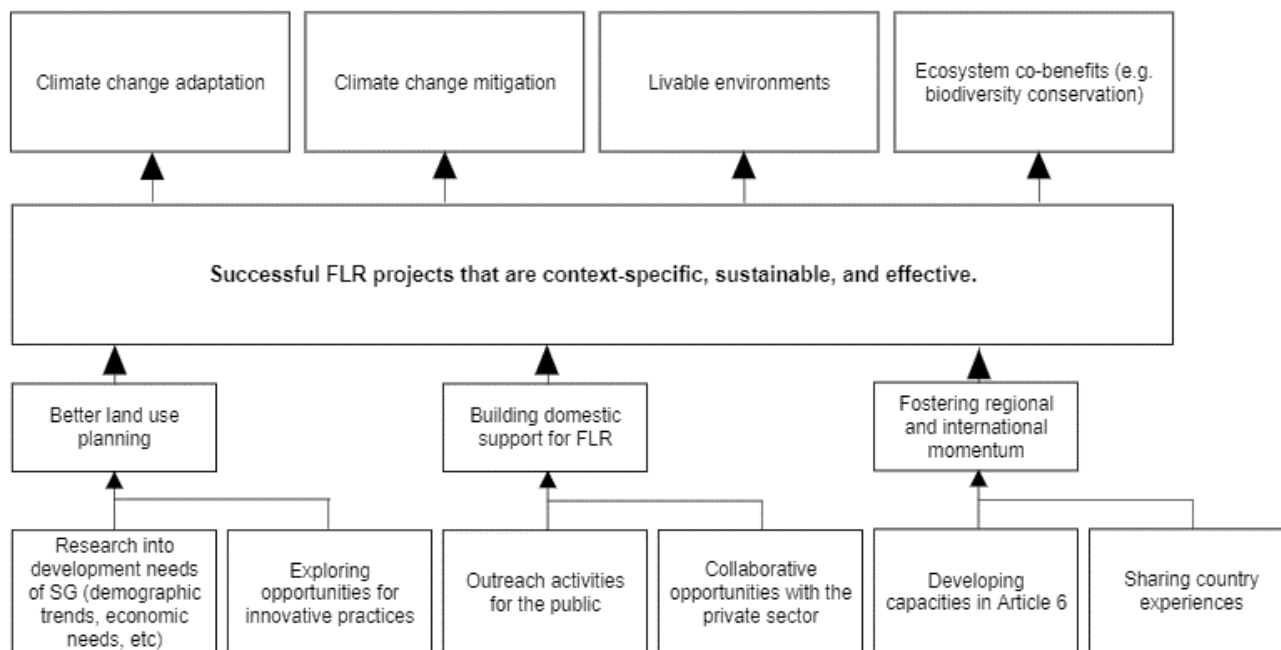 Climate change adaptation
Climate change mitigation
Livable environments
Ecosystem co-benefits (e.g.
biodiversity conservation)
Successful FLR projects that are context-specific, sustainable, and effective.
Better land use
planning
Building domestic
support for FLR
Fostering regional
and international
momentum
Research into
development needs
of SG (demographic
trends, economic
needs, etc)
Exploring
opportunities for
innovative practices
Outreach activities
for the public
Collaborative
opportunities with the
private sector
Developing
capacities in Article 6
Sharing country
experiences